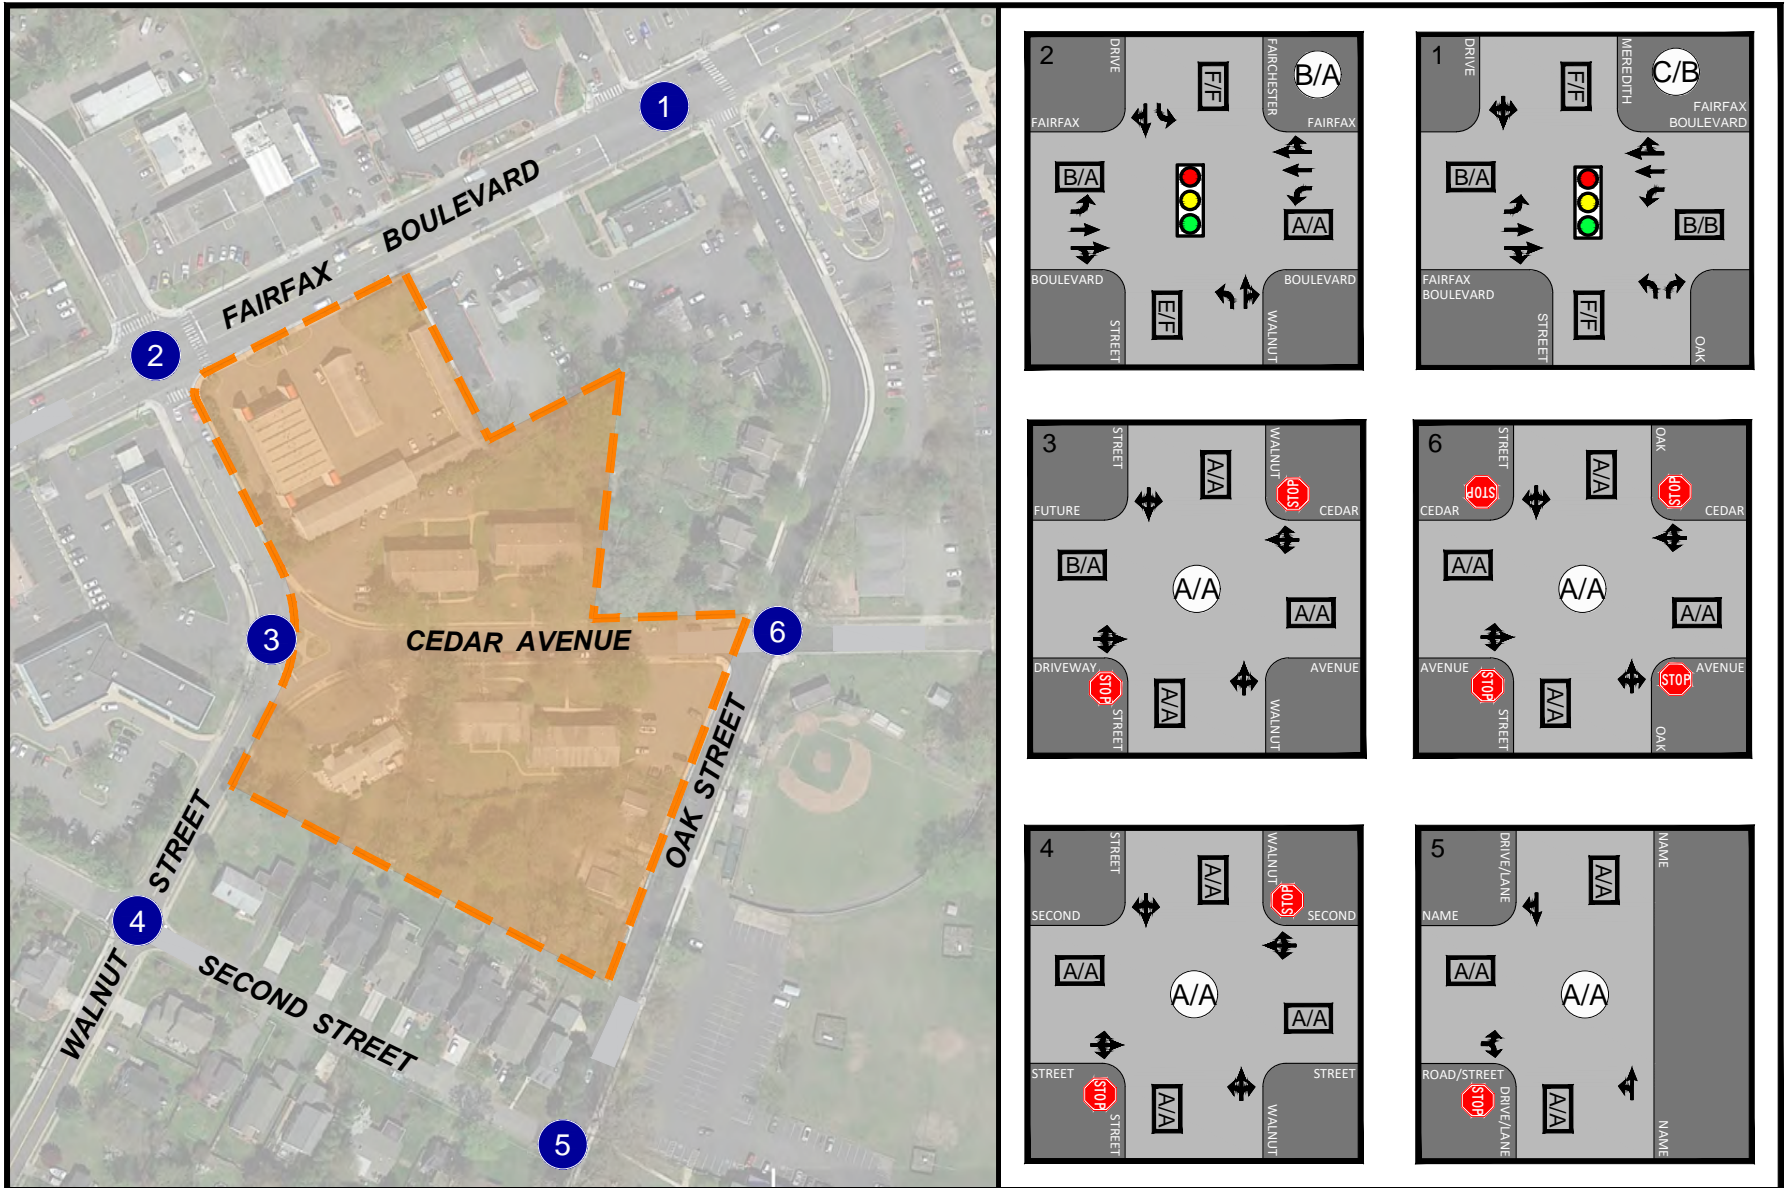 1
2
FAIRFAX BOULEVARD
3
CEDAR AVENUE
6
OAK STREET
4
WALNUT STREET
SECOND STREET
5
2
DRIVE
F/F
FAIRCHESTER
B/A
FAIRFAX
FAIRFAX
B/A
A/A
BOULEVARD
BOULEVARD
STREET
E/F
WALNUT
1
DRIVE
F/F
MEREDITH
C/B
FAIRFAX
BOULEVARD
B/A
B/B
FAIRFAX
BOULEVARD
STREET
F/F
OAK
3
STREET
A/A
WALNUT
STOP
FUTURE
CEDAR
B/A
A/A
A/A
DRIVEWAY
AVENUE
STOP
STREET
A/A
WALNUT
6
STREET
A/A
OAK
STOP
STOP
CEDAR
CEDAR
A/A
A/A
A/A
AVENUE
AVENUE
STOP
STOP
STREET
A/A
OAK
4
STREET
A/A
WALNUT
STOP
SECOND
SECOND
A/A
A/A
A/A
STREET
STREET
STOP
STREET
A/A
WALNUT
5
DRIVE/LANE
A/A
NAME
NAME
A/A
A/A
ROAD/STREET
STOP
DRIVE/LANE
A/A
NAME